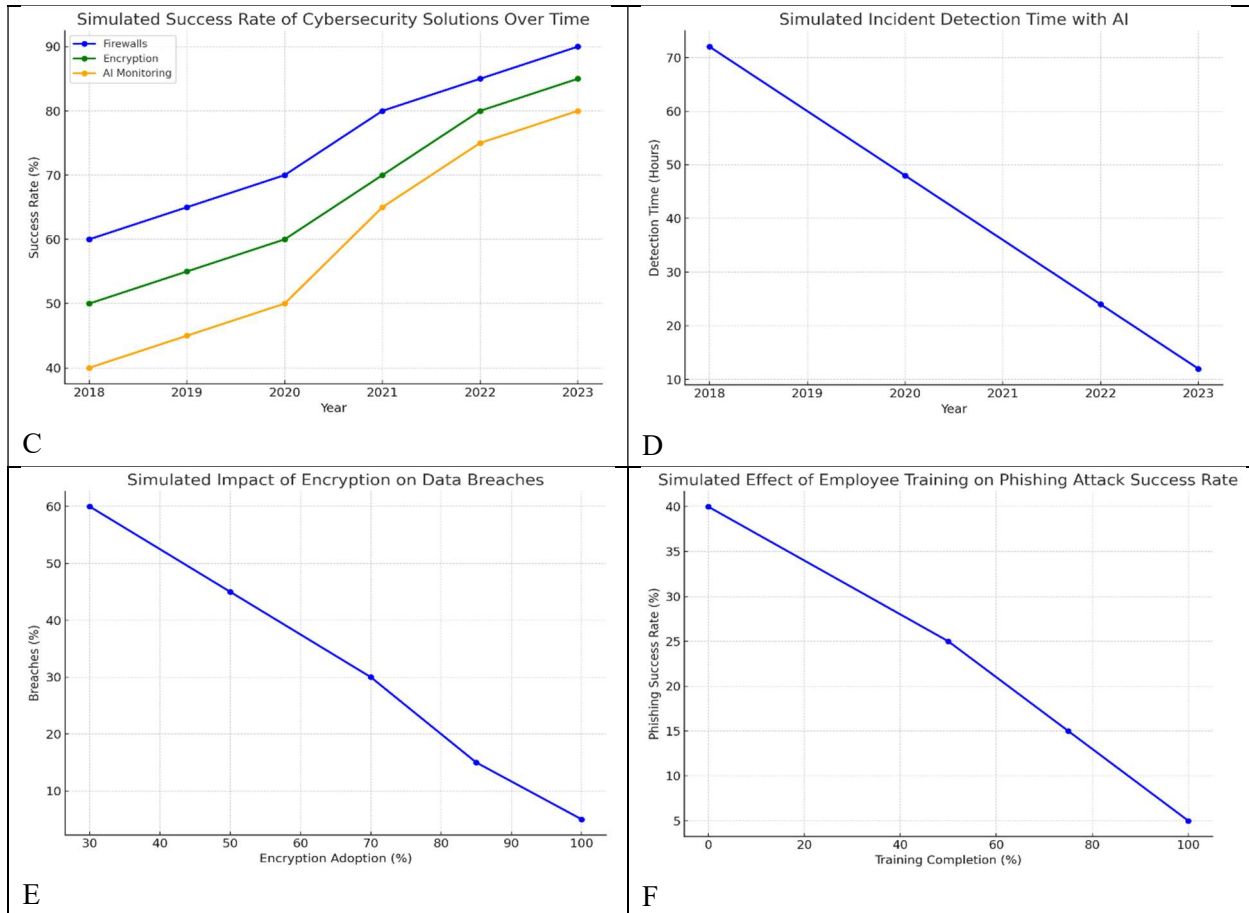 Simulated Success Rate of Cybersecurity Solutions Over Time
Firewalls
Encryption
AI Monitoring
Success Rate (%)
90
80
70
60
50
40
2018 2019 2020 2021 2022 2023
Year
C
Simulated Incident Detection Time with AI
Detection Time (Hours)
70
60
50
40
30
20
10
2018 2019 2020 2021 2022 2023
Year
D
Simulated Impact of Encryption on Data Breaches
Breaches (%)
60
50
40
30
20
10
30 40 50 60 70 80 90 100
Encryption Adoption (%)
E
Simulated Effect of Employee Training on Phishing Attack Success Rate
Phishing Success Rate (%)
40
35
30
25
20
15
10
5
0 20 40 60 80 100
Training Completion (%)
F